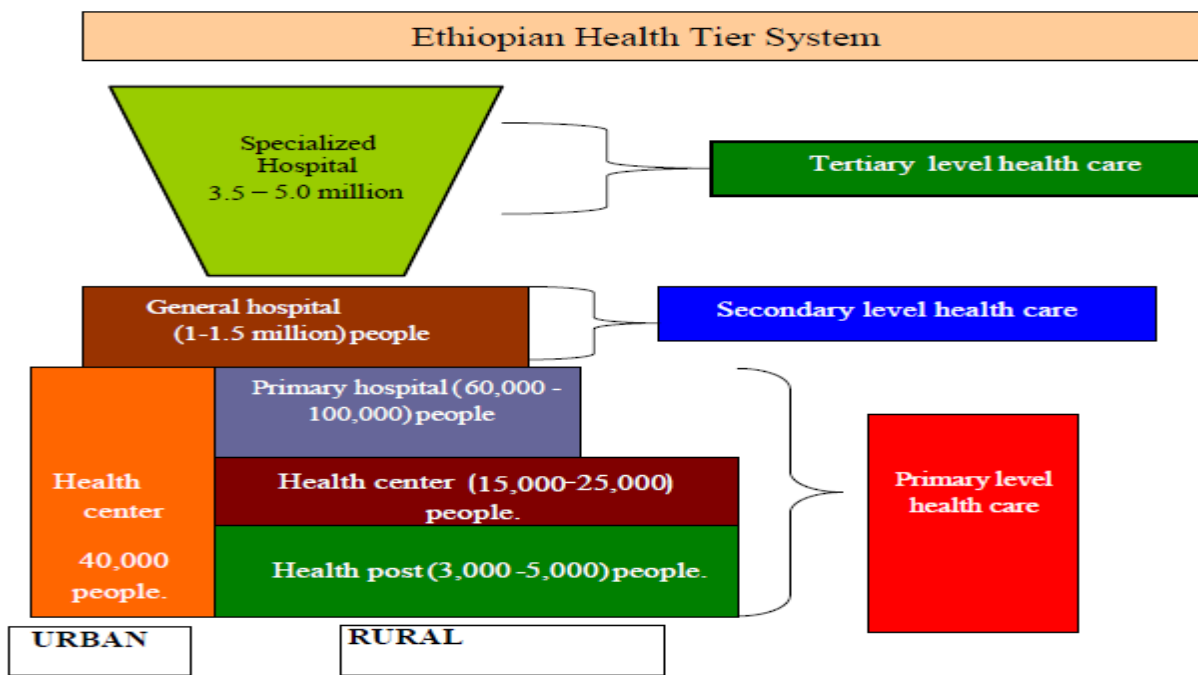 Ethiopian Health Tier System
Specialized
Hospital
3.5 – 5.0 million
Tertiary level health care
General hospital
(1-1.5 million) people
Secondary level health care
Primary hospital (60,000 -
100,000) people
Health
center
40,000
people.
Health center (15,000-25,000)
people.
Health post (3,000 -5,000) people.
Primary level
health care
URBAN
RURAL